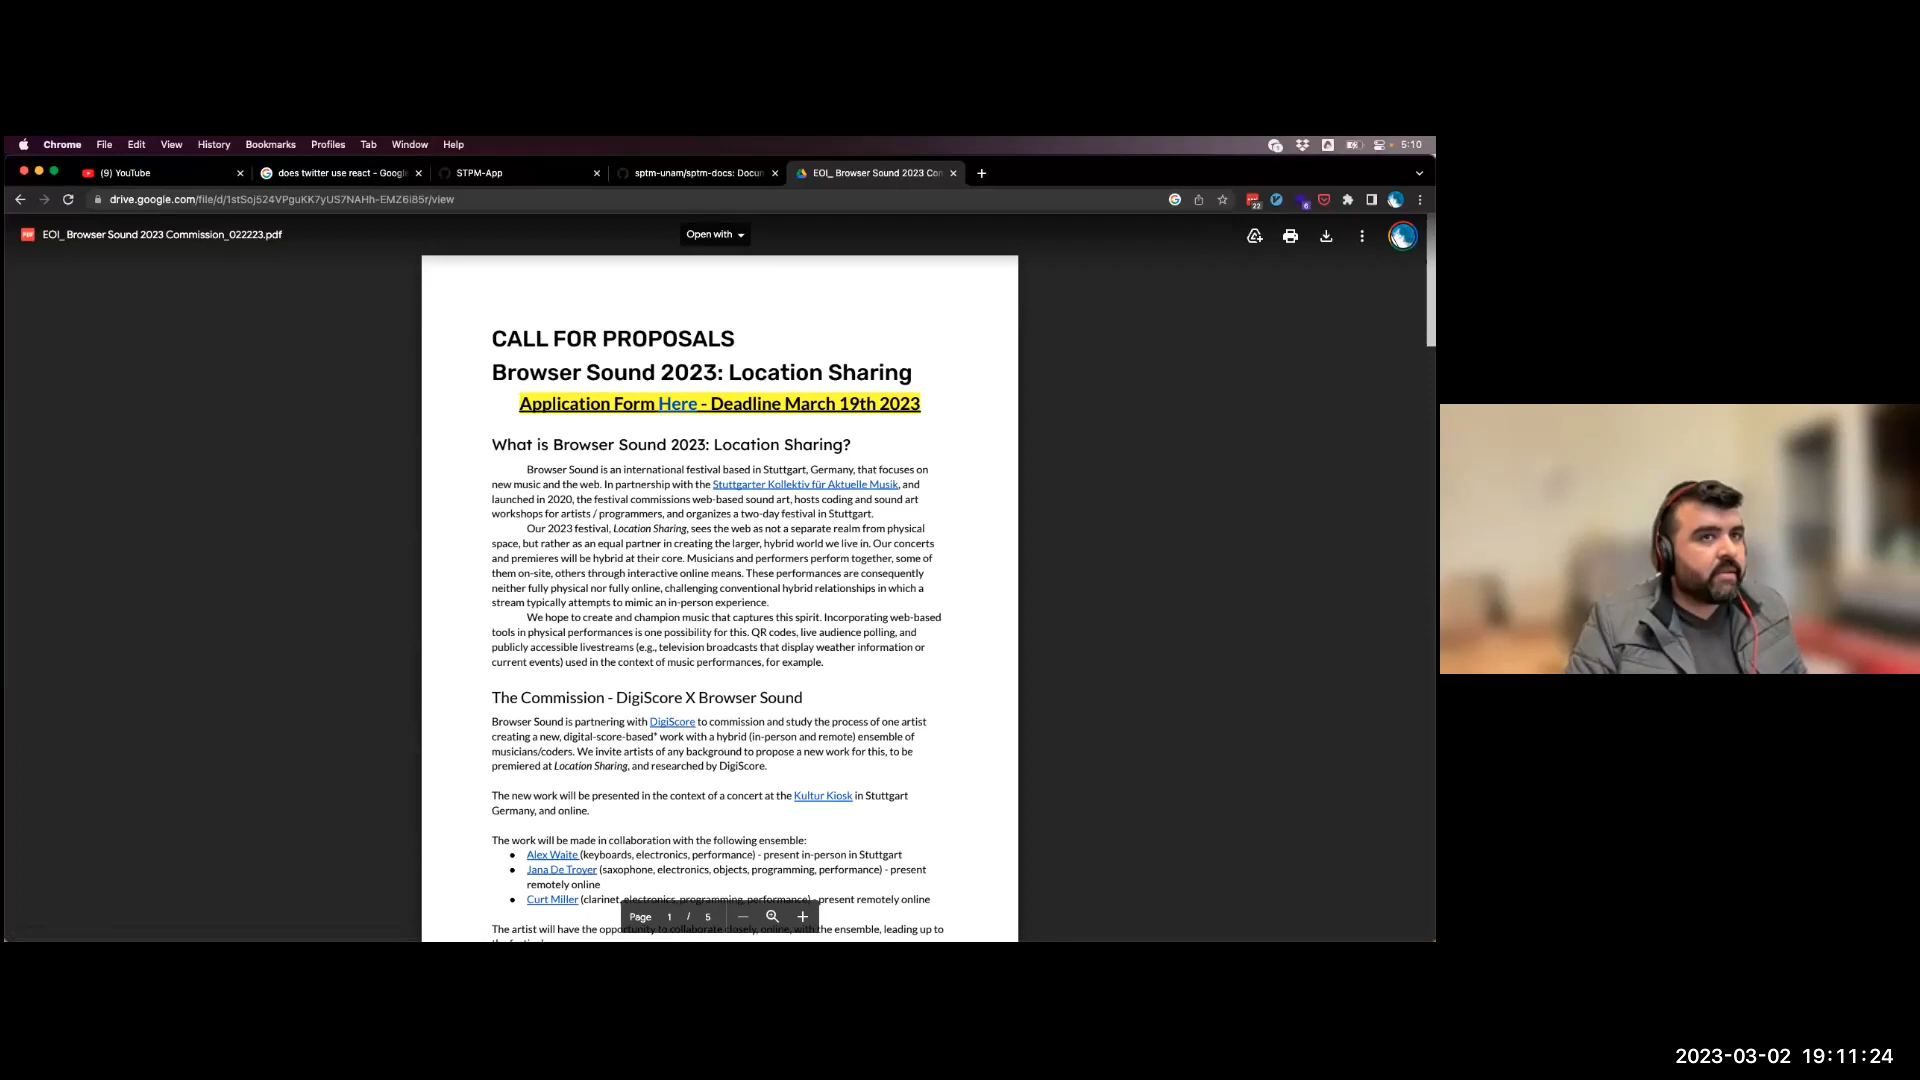 Chrome File Edit View History Bookmarks Profiles Tab Window Help 5:10
(9) YouTube
does twitter use react - Google
STPM-App
sptm-unam/sptm-docs: Docun
EOI_ Browser Sound 2023 Con
drive.google.com/file/d/1stSoj524VPguKK7yUS7NAHh-EMZ6I85r/view
22
6
PDF
EOI_ Browser Sound 2023 Commission_022223.pdf
Open with
CALL FOR PROPOSALS
Browser Sound 2023: Location Sharing
Application Form Here - Deadline March 19th 2023
What is Browser Sound 2023: Location Sharing?
Browser Sound is an international festival based in Stuttgart, Germany, that focuses on
new music and the web. In partnership with the Stuttgarter Kollektiv für Aktuelle Musik, and
launched in 2020, the festival commissions web-based sound art, hosts coding and sound art
workshops for artists / programmers, and organizes a two-day festival in Stuttgart.
Our 2023 festival, Location Sharing, sees the web as not a separate realm from physical
space, but rather as an equal partner in creating the larger, hybrid world we live in. Our concerts
and premieres will be hybrid at their core. Musicians and performers perform together, some of
them on-site, others through interactive online means. These performances are consequently
neither fully physical nor fully online, challenging conventional hybrid relationships in which a
stream typically attempts to mimic an in-person experience.
We hope to create and champion music that captures this spirit. Incorporating web-based
tools in physical performances is one possibility for this. QR codes, live audience polling, and
publicly accessible livestreams (e.g., television broadcasts that display weather information or
current events) used in the context of music performances, for example.
The Commission - DigiScore X Browser Sound
Browser Sound is partnering with DigiScore to commission and study the process of one artist
creating a new, digital-score-based* work with a hybrid (in-person and remote) ensemble of
musicians/coders. We invite artists of any background to propose a new work for this, to be
premiered at Location Sharing, and researched by DigiScore.
The new work will be presented in the context of a concert at the Kultur Kiosk in Stuttgart
Germany, and online.
The work will be made in collaboration with the following ensemble:
● Alex Waite (keyboards, electronics, performance) - present in-person in Stuttgart
● Jana De Troyer (saxophone, electronics, objects, programming, performance) - present
remotely online
● Curt Miller (clarinet, electronics, programming, performance) - present remotely online
Page 1 / 5
The artist will have the opportunity to collaborate closely, online, with the ensemble, leading up to
2023-03-02 19:11:24